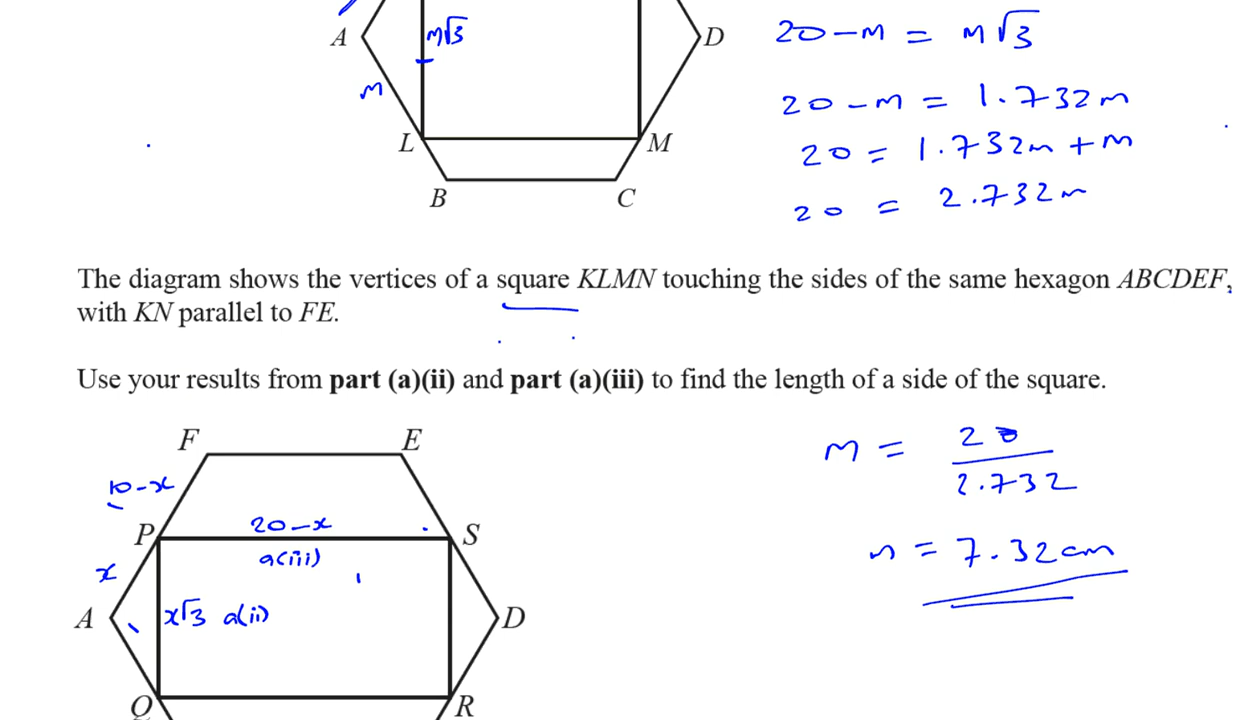 A
m√3
D
20 - m = m√3
m
20 - m = 1.732m
L
M
20 = 1.732m + m
B
C
20 = 2.732m
The diagram shows the vertices of a square KLMN touching the sides of the same hexagon ABCDEF,
with KN parallel to FE.
Use your results from part (a)(ii) and part (a)(iii) to find the length of a side of the square.
F
E
m = 20/2.732
10-x
P
20-x
S
a(iii)
m = 7.32cm
x
A
x√3 a(ii)
D
Q
R